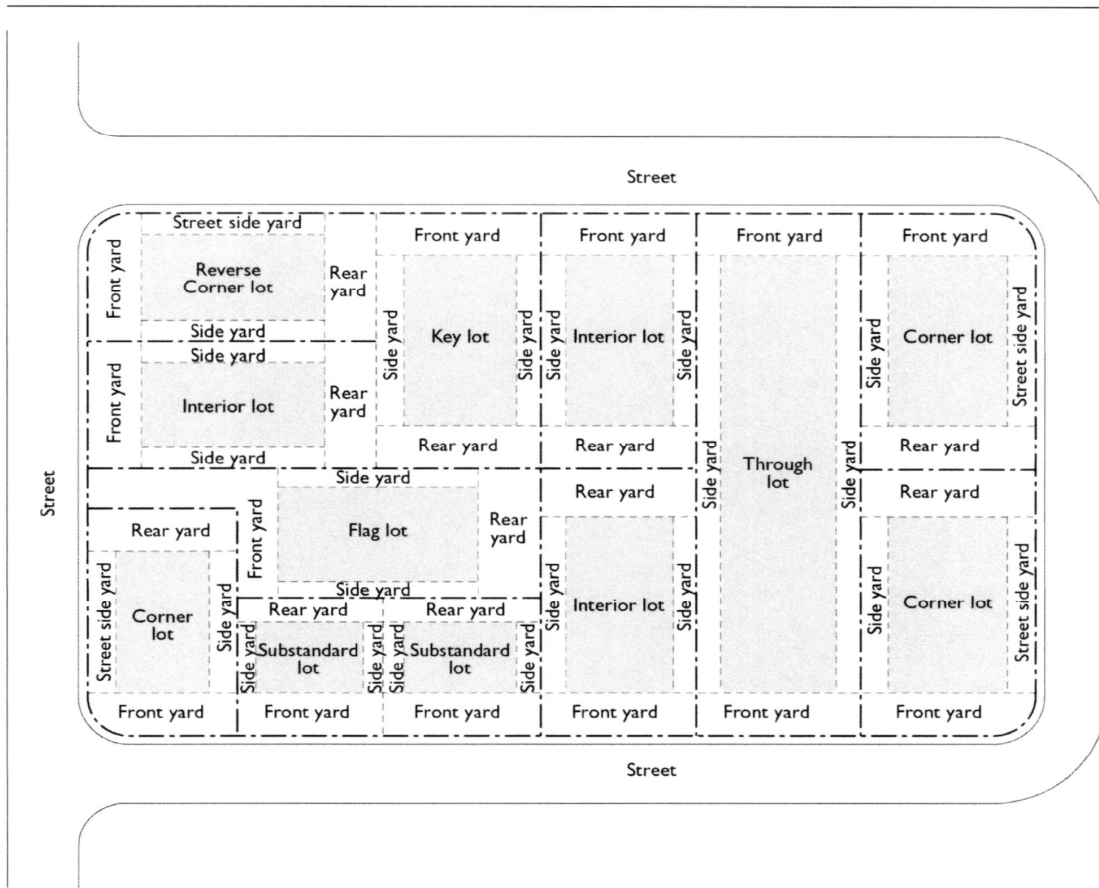 Street
Street side yard
Front yard
Front yard
Front yard
Front yard
Front yard
Reverse
Corner lot
Rear
yard
Side yard
Side yard
Key lot
Side yard
Side yard
Interior lot
Side yard
Side yard
Corner lot
Street side yard
Side yard
Front yard
Interior lot
Rear
yard
Side yard
Rear yard
Rear yard
Rear yard
Street
Side yard
Through
lot
Side yard
Side yard
Front yard
Flag lot
Rear
yard
Side yard
Rear yard
Rear yard
Rear yard
Street side yard
Corner
lot
Side yard
Rear yard
Rear yard
Side yard
Interior lot
Side yard
Side yard
Corner lot
Street side yard
Side yard
Substandard
lot
Side yard
Side yard
Substandard
lot
Side yard
Front yard
Front yard
Front yard
Front yard
Front yard
Front yard
Street